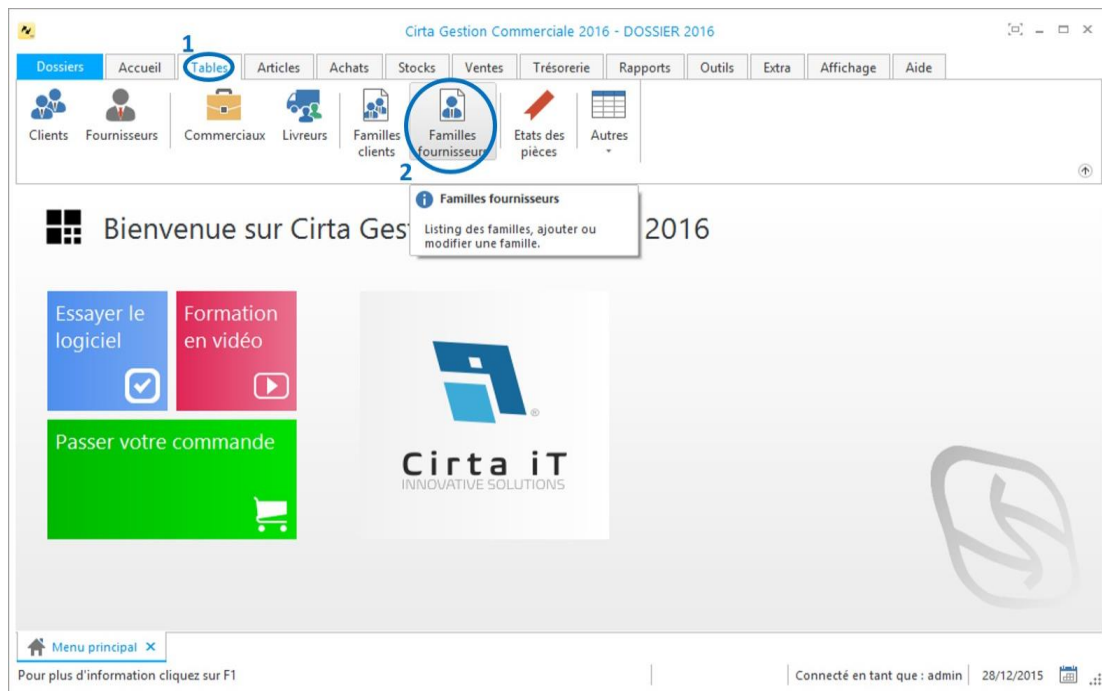 Cirta Gestion Commerciale 2016 - DOSSIER 2016
1
Dossiers Accueil Tables Articles Achats Stocks Ventes Trésorerie Rapports Outils Extra Affichage Aide
Clients Fournisseurs Commerciaux Livreurs Familles clients Familles fournisseurs Etats des pièces Autres
2
Familles fournisseurs
Listing des familles, ajouter ou
modifier une famille.
Bienvenue sur Cirta Ges 2016
Essayer le
logiciel
Formation
en vidéo
Passer votre commande
Cirta iT
INNOVATIVE SOLUTIONS
Menu principal
Pour plus d'information cliquez sur F1
Connecté en tant que : admin 28/12/2015